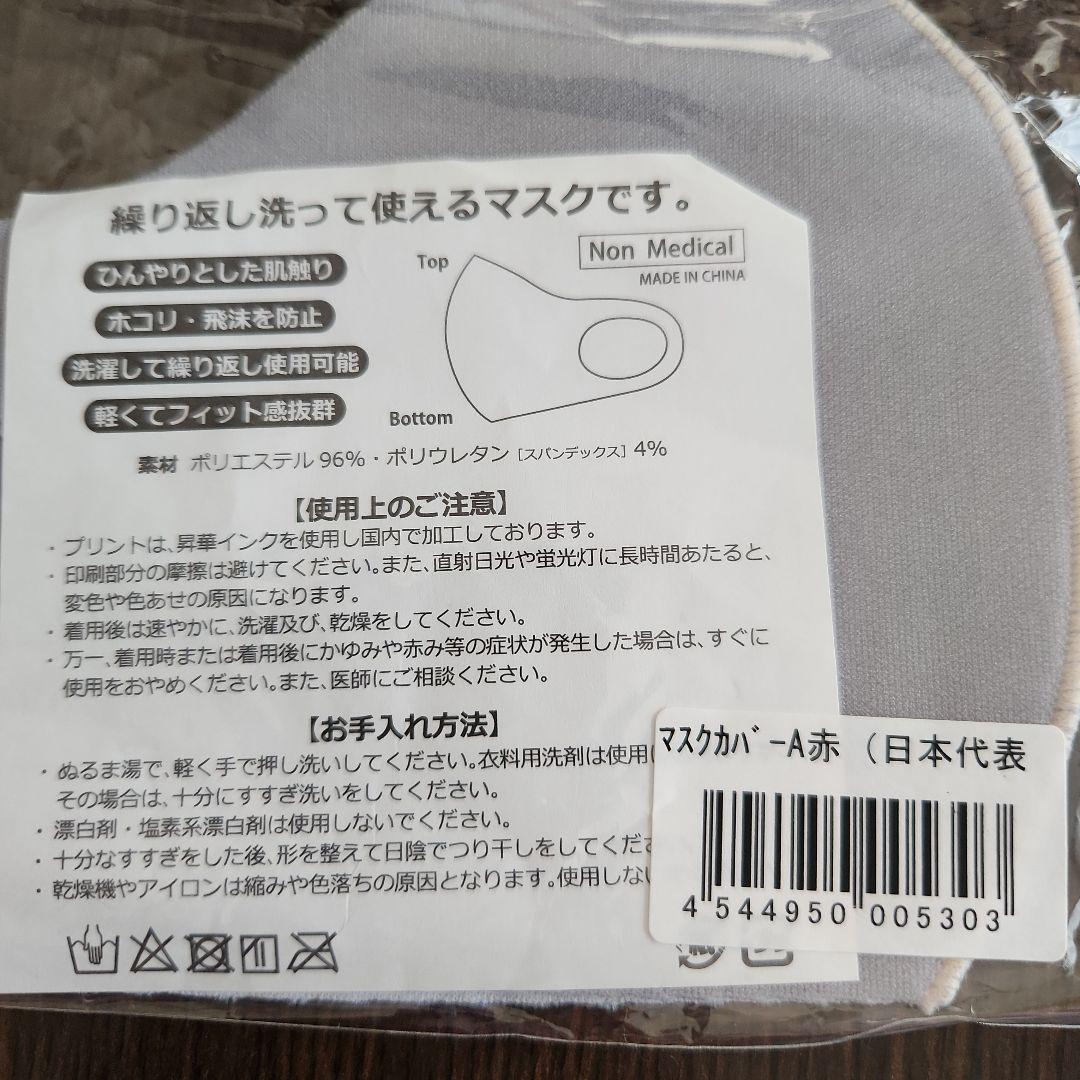 繰り返し洗って使えるマスクです。
ひんやりとした肌触り
ホコリ・飛沫を防止
洗濯して繰り返し使用可能
軽くてフィット感抜群
Top
Bottom
Non Medical
MADE IN CHINA
素材 ポリエステル 96%・ポリウレタン [スパンデックス] 4%
【使用上のご注意】
・プリントは、昇華インクを使用し国内で加工しております。
・印刷部分の摩擦は避けてください。また、直射日光や蛍光灯に長時間あたると、
変色や色あせの原因になります。
・着用後は速やかに、洗濯及び、乾燥をしてください。
・万一、着用時または着用後にかゆみや赤み等の症状が発生した場合は、すぐに
使用をおやめください。また、医師にご相談ください。
【お手入れ方法】
・ぬるま湯で、軽く手で押し洗いしてください。衣料用洗剤は使用
その場合は、十分にすすぎ洗いをしてください。
・漂白剤・塩素系漂白剤は使用しないでください。
・十分なすすぎをした後、形を整えて日陰でつり干しをしてくだ
・乾燥機やアイロンは縮みや色落ちの原因となります。使用しな
ﾏｽｸｶﾊﾞｰA赤（日本代表
4 544950 005303